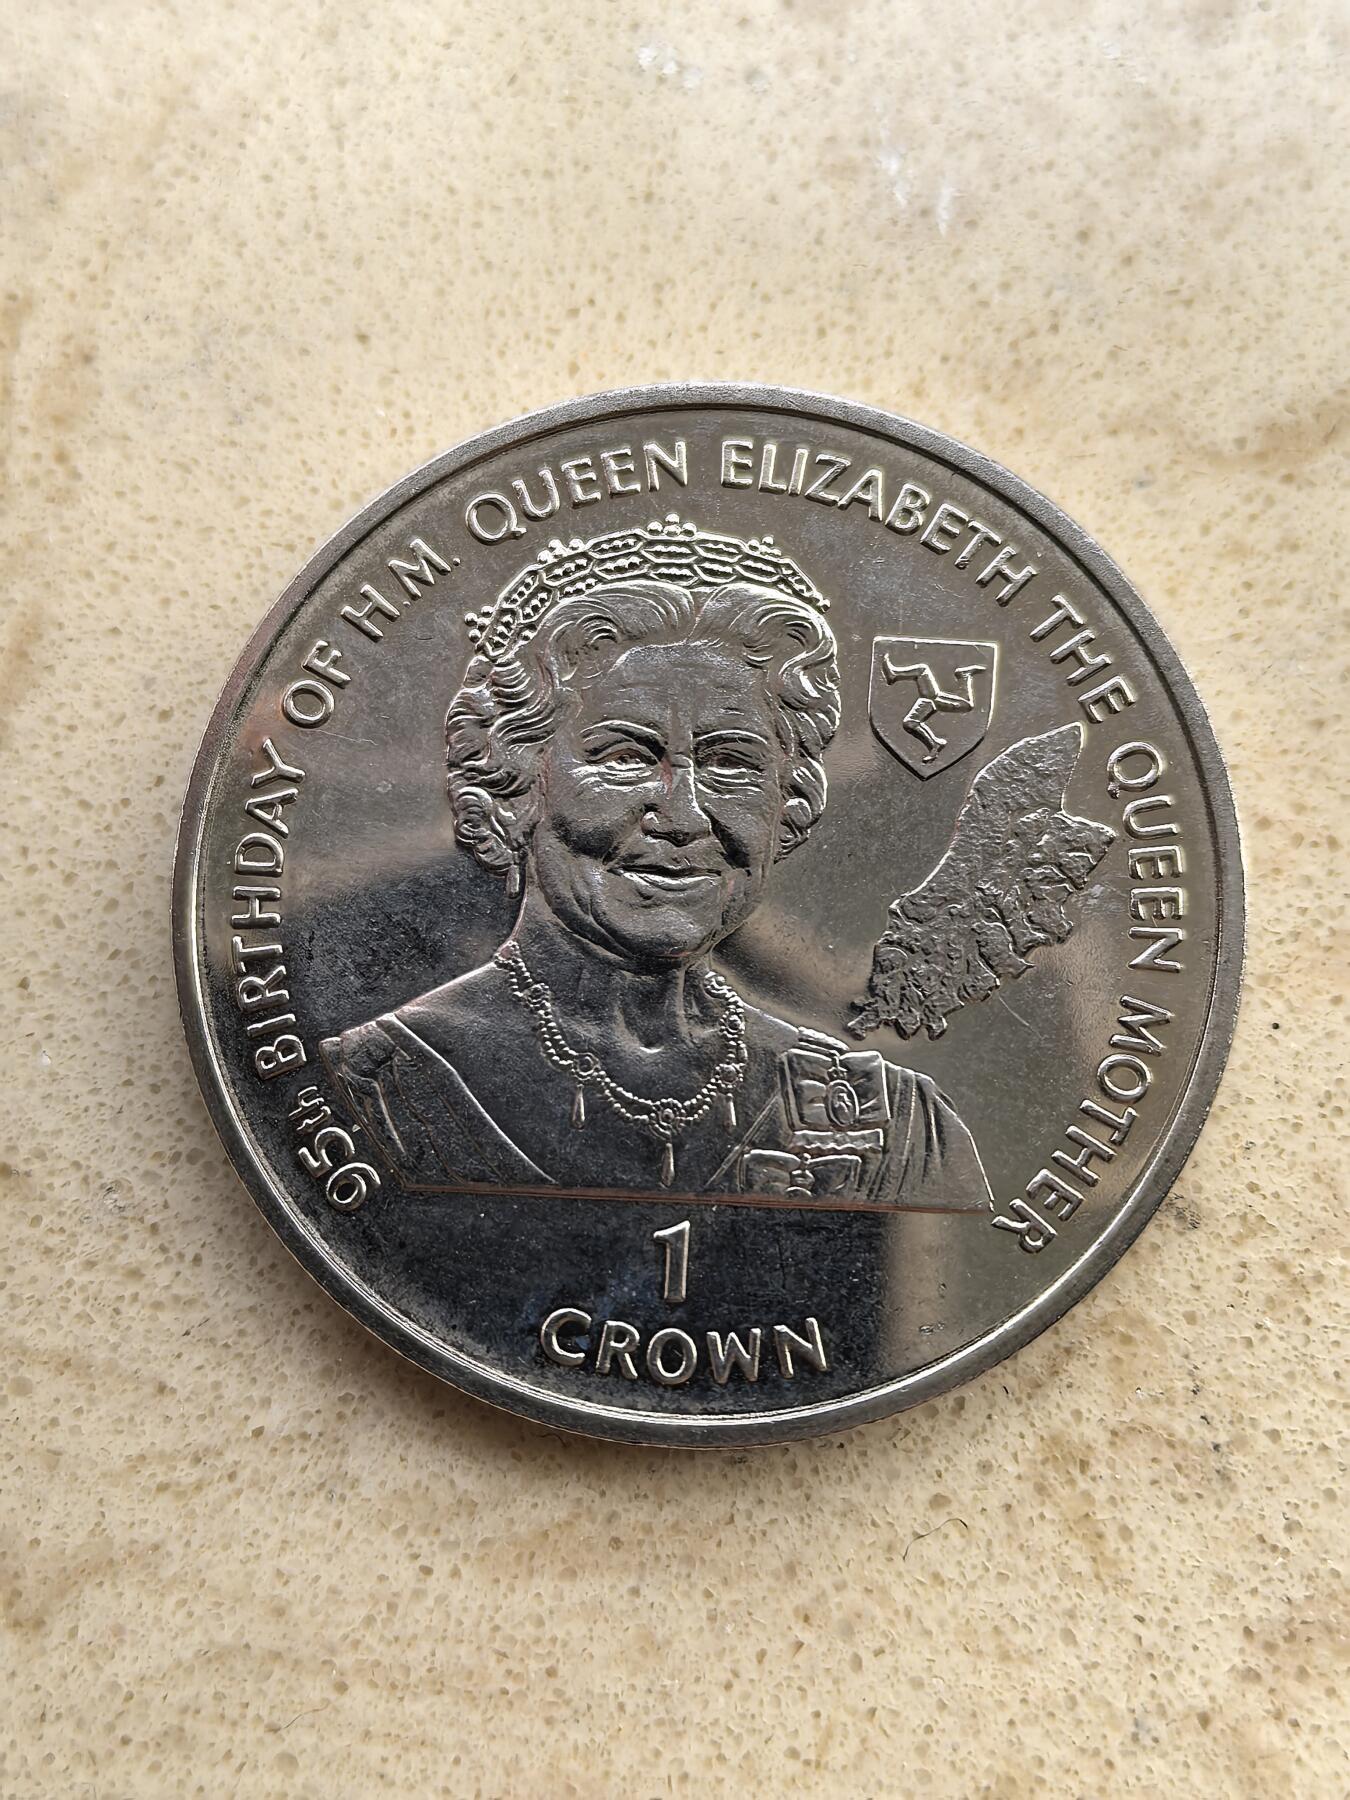 95th BIRTHDAY OF H.M. QUEEN ELIZABETH THE QUEEN MOTHER
1
CROWN